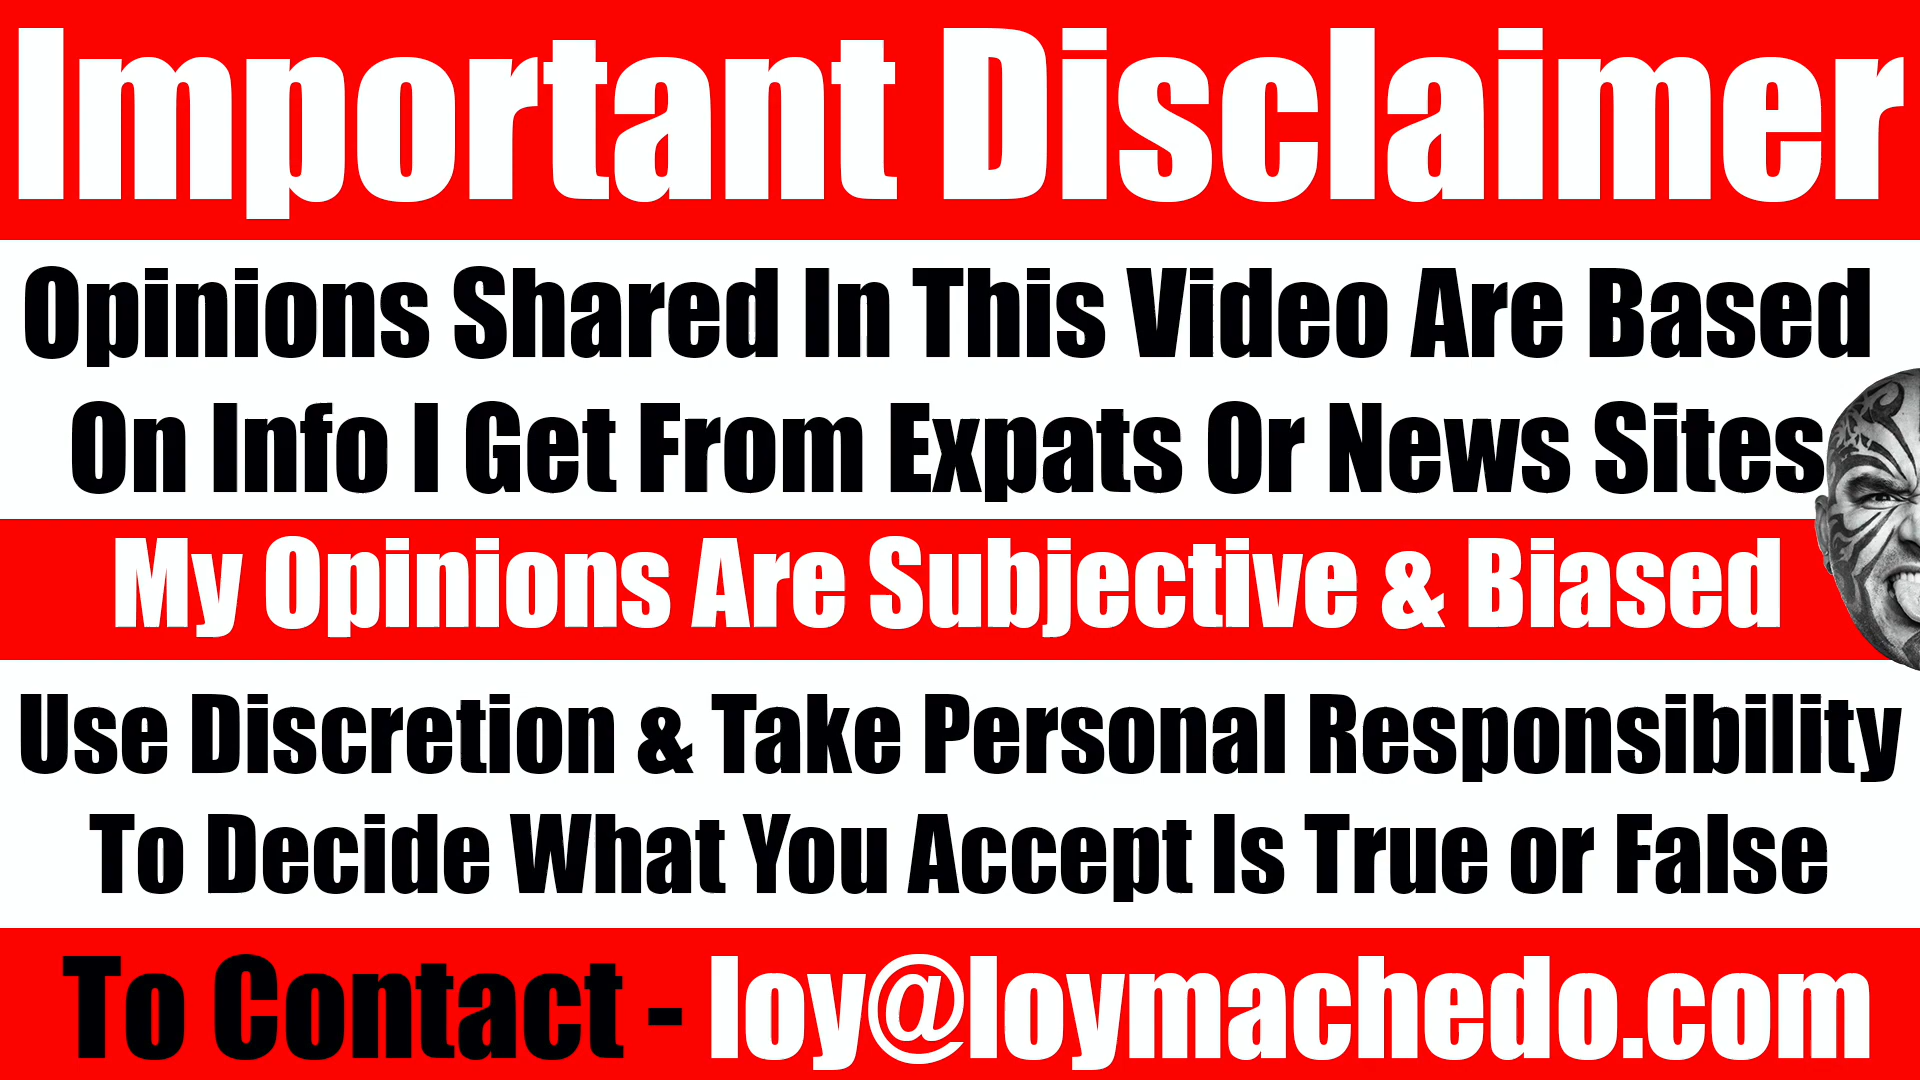 Important Disclaimer
Opinions Shared In This Video Are Based
On Info I Get From Expats Or News Sites
My Opinions Are Subjective & Biased
Use Discretion & Take Personal Responsibility
To Decide What You Accept Is True or False
To Contact - loy@loymachedo.com